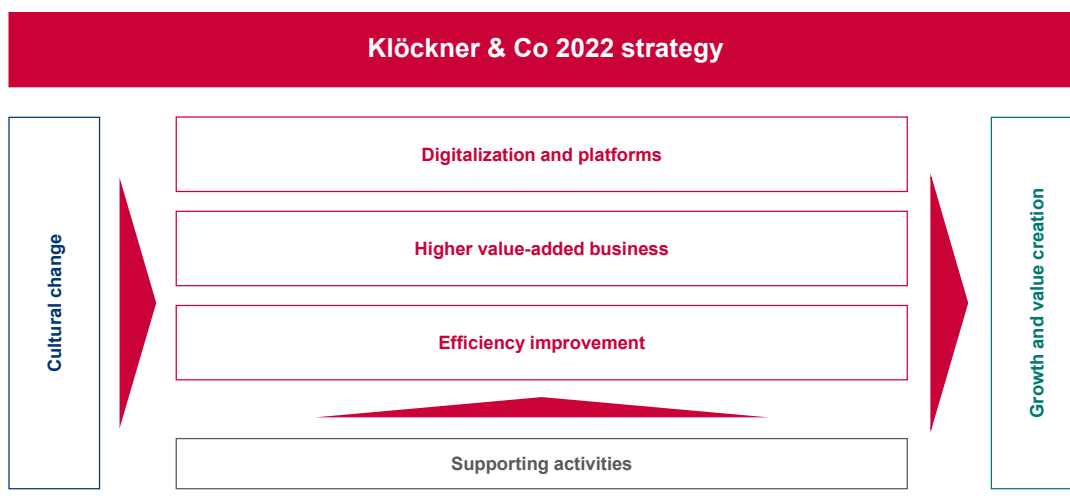 Klöckner & Co 2022 strategy
Cultural change
Digitalization and platforms
Higher value-added business
Efficiency improvement
Supporting activities
Growth and value creation